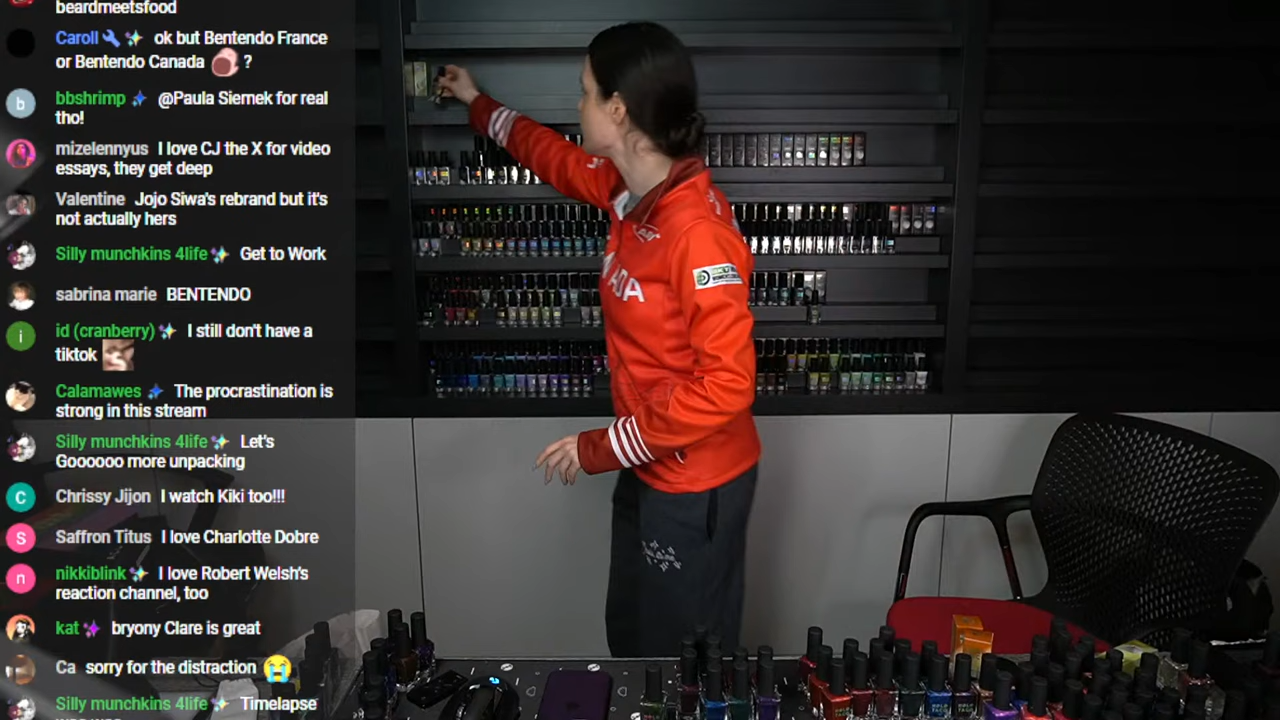 beardmeetsfood
Caroll ok but Bentendo France
or Bentendo Canada ?
b bbshrimp @Paula Siemek for real
tho!
mizelennyus I love CJ the X for video
essays, they get deep
Valentine Jojo Siwa's rebrand but it's
not actually hers
Silly munchkins 4life Get to Work
sabrina marie BENTENDO
i id (cranberry) I still don't have a
tiktok
Calamawes The procrastination is
strong in this stream
Silly munchkins 4life Let's
Goooooo more unpacking
C Chrissy Jijon I watch Kiki too!!!
S Saffron Titus I love Charlotte Dobre
n nikkiblink I love Robert Welsh's
reaction channel, too
kat bryony Clare is great
Ca sorry for the distraction
Silly munchkins 4life Timelapse